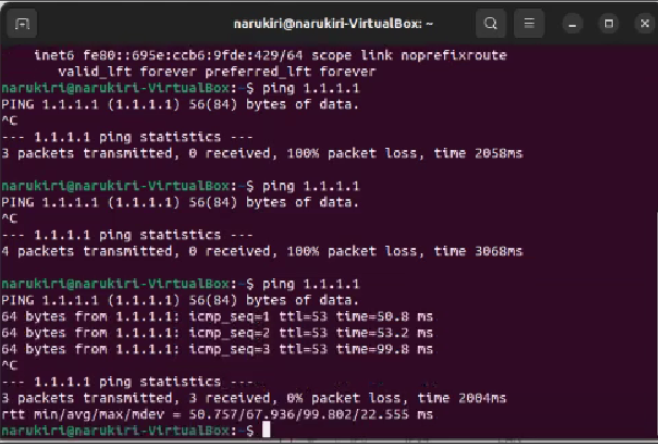 narukiri@narukiri-VirtualBox: ~
inet6 fe80::695e:ccb6:9fde:429/64 scope link noprefixroute
valid_lft forever preferred_lft forever
narukiri@narukiri-VirtualBox:~$ ping 1.1.1.1
PING 1.1.1.1 (1.1.1.1) 56(84) bytes of data.
^C
--- 1.1.1.1 ping statistics ---
3 packets transmitted, 0 received, 100% packet loss, time 2058ms
narukiri@narukiri-VirtualBox:~$ ping 1.1.1.1
PING 1.1.1.1 (1.1.1.1) 56(84) bytes of data.
^C
--- 1.1.1.1 ping statistics ---
4 packets transmitted, 0 received, 100% packet loss, time 3068ms
narukiri@narukiri-VirtualBox:~$ ping 1.1.1.1
PING 1.1.1.1 (1.1.1.1) 56(84) bytes of data.
64 bytes from 1.1.1.1: icmp_seq=1 ttl=53 time=50.8 ms
64 bytes from 1.1.1.1: icmp_seq=2 ttl=53 time=53.2 ms
64 bytes from 1.1.1.1: icmp_seq=3 ttl=53 time=99.8 ms
^C
--- 1.1.1.1 ping statistics ---
3 packets transmitted, 3 received, 0% packet loss, time 2004ms
rtt min/avg/max/mdev = 50.757/67.936/99.802/22.555 ms
narukiri@narukiri-VirtualBox:~$